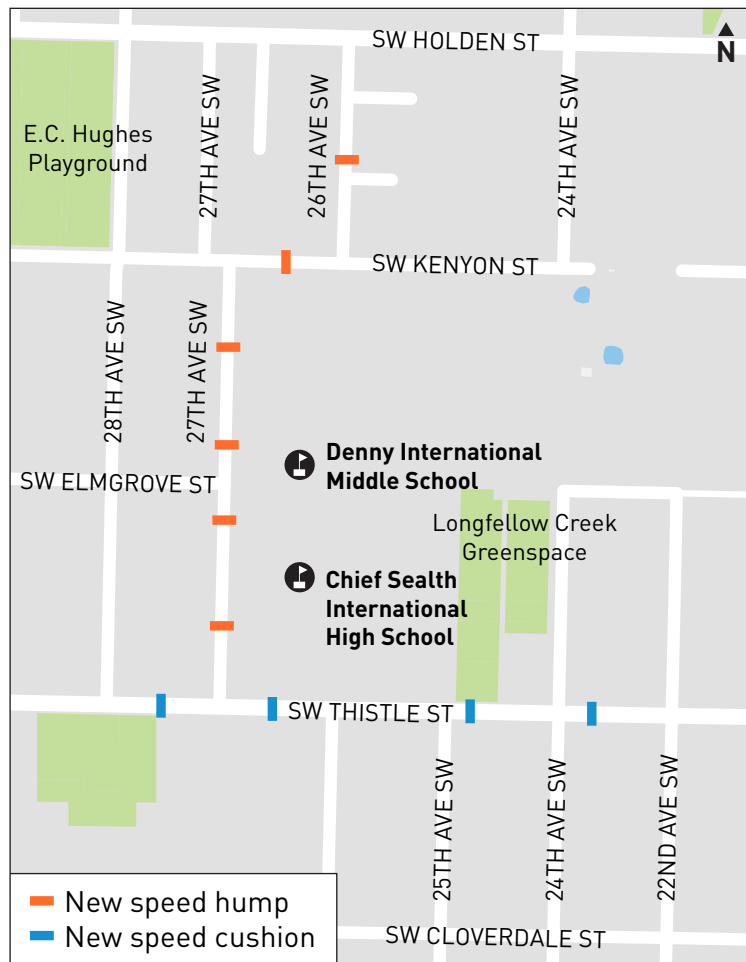 SW HOLDEN ST
N
E.C. Hughes
Playground
27TH AVE SW
26TH AVE SW
24TH AVE SW
SW KENYON ST
28TH AVE SW
27TH AVE SW
Denny International
Middle School
SW ELMGROVE ST
Longfellow Creek
Greenspace
Chief Sealth
International
High School
SW THISTLE ST
25TH AVE SW
24TH AVE SW
22ND AVE SW
New speed hump
New speed cushion
SW CLOVERDALE ST